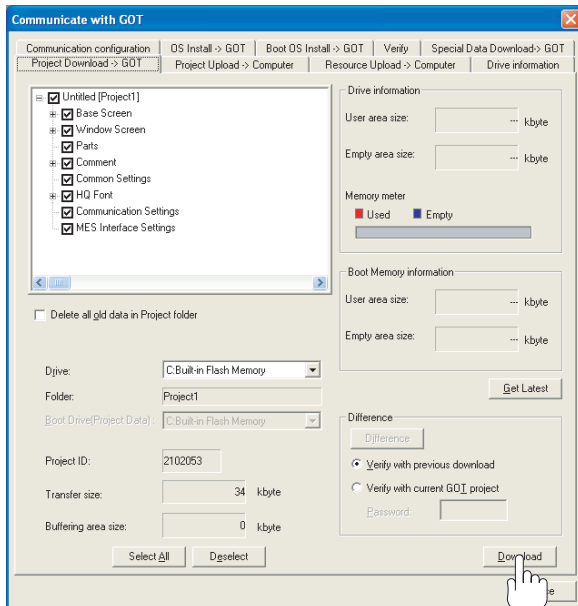 Communicate with GOT
Communication configuration OS Install -> GOT Boot OS Install -> GOT Verify Special Data Download-> GOT
Project Download -> GOT Project Upload -> Computer Resource Upload -> Computer Drive information
Untitled [Project1]
Base Screen
Window Screen
Parts
Comment
Common Settings
HQ Font
Communication Settings
MES Interface Settings
Delete all old data in Project folder
Drive: C:Built-in Flash Memory
Folder: Project1
Boot Drive(Project Data) : C:Built-in Flash Memory
Project ID: 2102053
Transfer size: 34 kbyte
Buffering area size: 0 kbyte
Select All Deselect
Drive information
User area size: --- kbyte
Empty area size: --- kbyte
Memory meter
Used Empty
Boot Memory information
User area size: --- kbyte
Empty area size: --- kbyte
Get Latest
Difference
Difference
Verify with previous download
Verify with current GOT project
Password:
Download